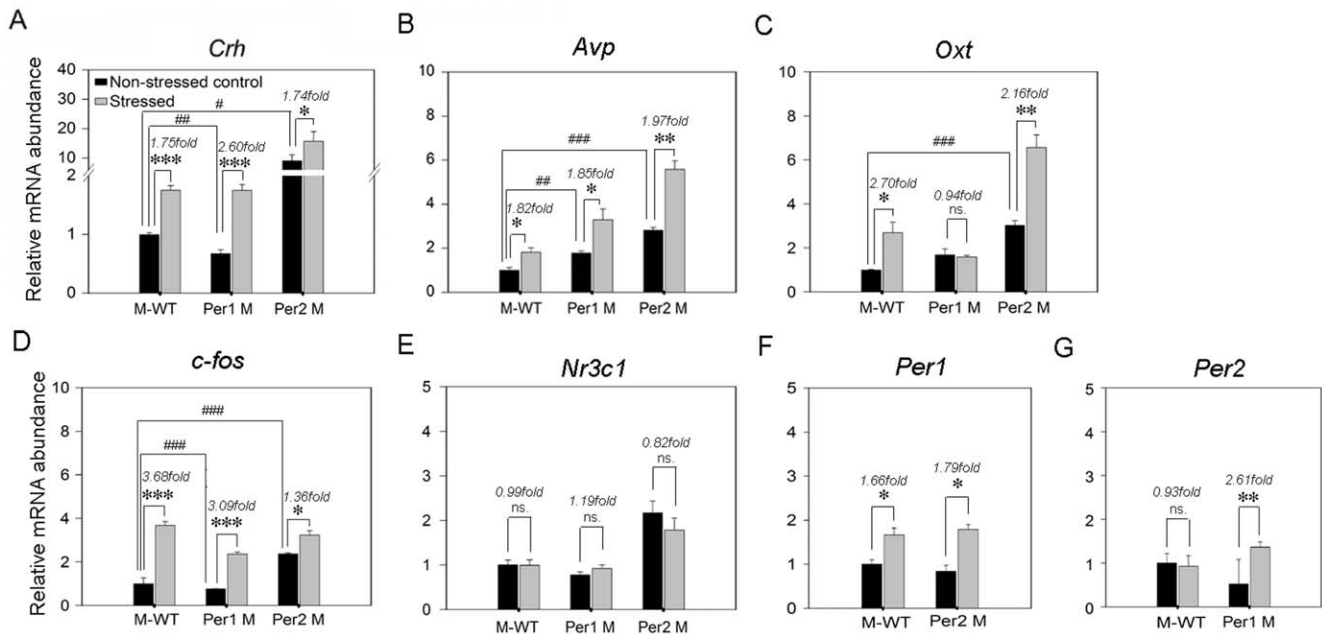 A
Crh
Relative mRNA abundance
40
30
20
10
2
1
0
Non-stressed control
Stressed
#
##
1.75fold
***
2.60fold
***
1.74fold
*
M-WT
Per1 M
Per2 M
B
Avp
10
8
6
4
2
0
###
##
1.82fold
*
1.85fold
*
1.97fold
**
M-WT
Per1 M
Per2 M
C
Oxt
10
8
6
4
2
0
###
2.70fold
*
0.94fold
ns.
2.16fold
**
M-WT
Per1 M
Per2 M
D
c-fos
Relative mRNA abundance
10
8
6
4
2
0
###
###
3.68fold
***
3.09fold
***
1.36fold
*
M-WT
Per1 M
Per2 M
E
Nr3c1
5
4
3
2
1
0
0.99fold
ns.
1.19fold
ns.
0.82fold
ns.
M-WT
Per1 M
Per2 M
F
Per1
5
4
3
2
1
0
1.66fold
*
1.79fold
*
M-WT
Per2 M
G
Per2
5
4
3
2
1
0
0.93fold
ns.
2.61fold
**
M-WT
Per1 M